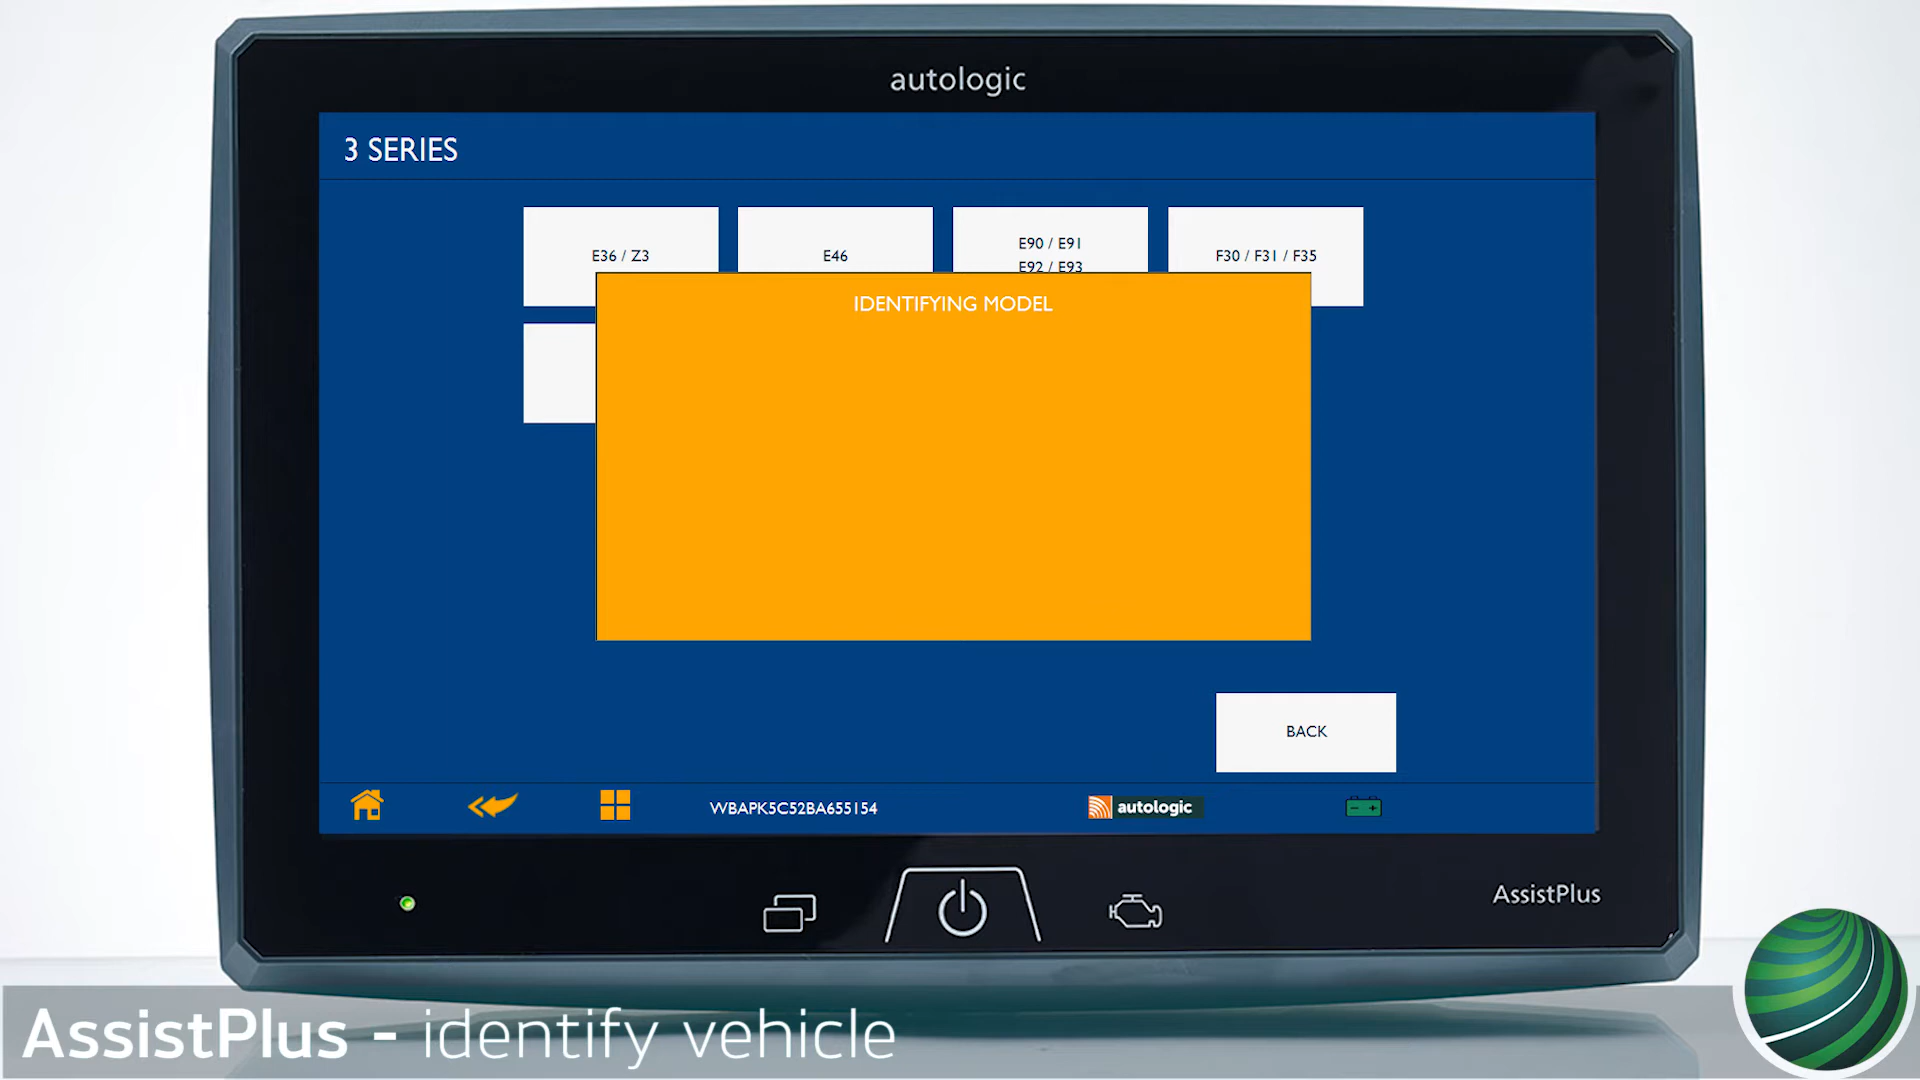 autologic
3 SERIES
E36 / Z3
E46
E90 / E91
E92 / E93
F30 / F31 / F35
IDENTIFYING MODEL
BACK
WBAPK5C52BA655154
autologic
AssistPlus
AssistPlus - identify vehicle